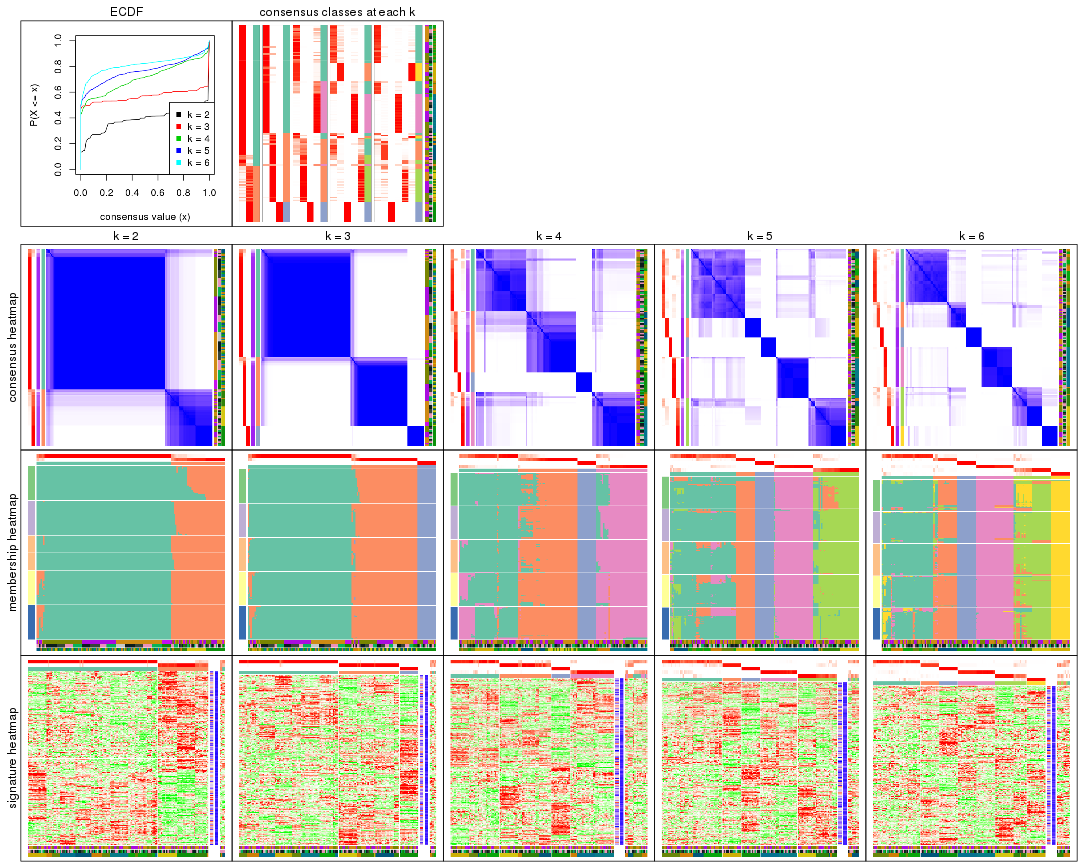 ECDF
consensus classes at each k
P(X <= x)
0.0 0.2 0.4 0.6 0.8 1.0
k = 2
k = 3
k = 4
k = 5
k = 6
0.0 0.2 0.4 0.6 0.8 1.0
consensus value (x)
k = 2 k = 3 k = 4 k = 5 k = 6
consensus heatmap
membership heatmap
signature heatmap